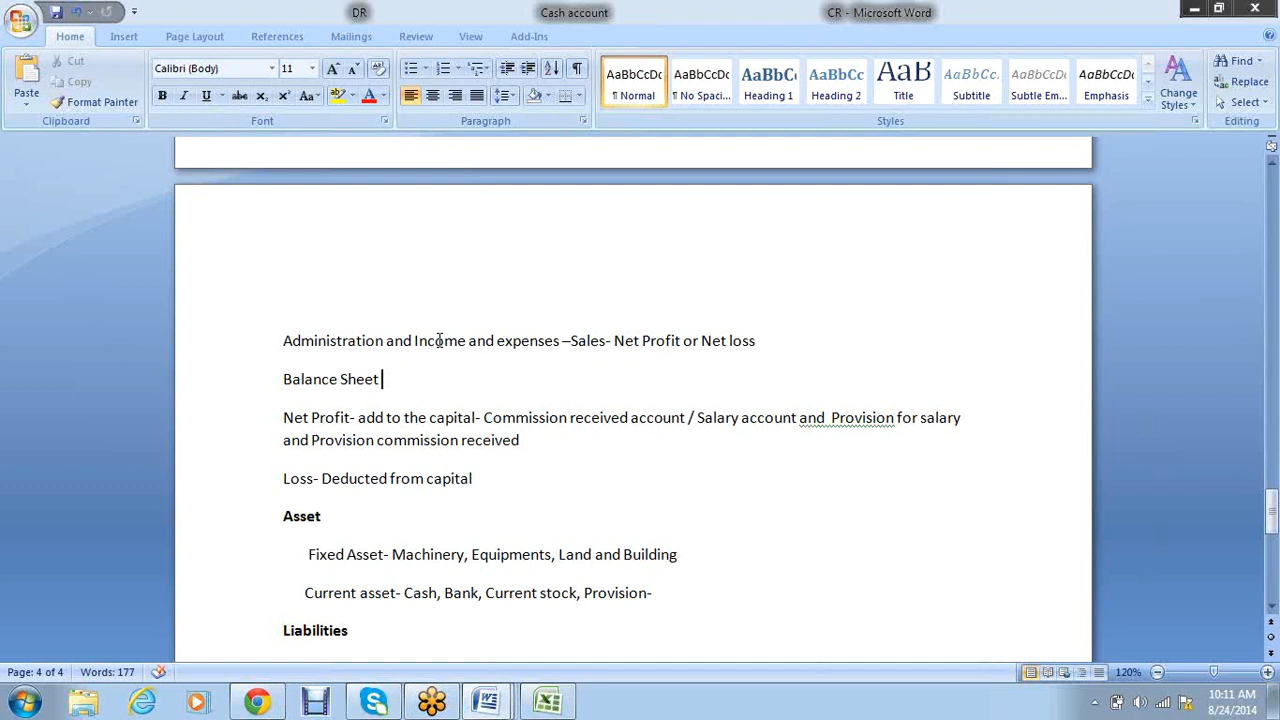 DR Cash account CR - Microsoft Word
Home Insert Page Layout References Mailings Review View Add-Ins
Paste
Cut
Copy
Format Painter
Clipboard
Calibri (Body) 11
Font
Paragraph
AaBbCcDc AaBbCcDc AaBbC AaBbCc AaB AaBbCc. AaBbCcDc AaBbCcDc
¶ Normal ¶ No Spaci... Heading 1 Heading 2 Title Subtitle Subtle Em... Emphasis
Change
Styles
Styles
Find
Replace
Select
Editing
Administration and Income and expenses –Sales- Net Profit or Net loss
Balance Sheet
Net Profit- add to the capital- Commission received account / Salary account and  Provision for salary
and Provision commission received
Loss- Deducted from capital
Asset
Fixed Asset- Machinery, Equipments, Land and Building
Current asset- Cash, Bank, Current stock, Provision-
Liabilities
Page: 4 of 4 Words: 177 120%
10:11 AM
8/24/2014